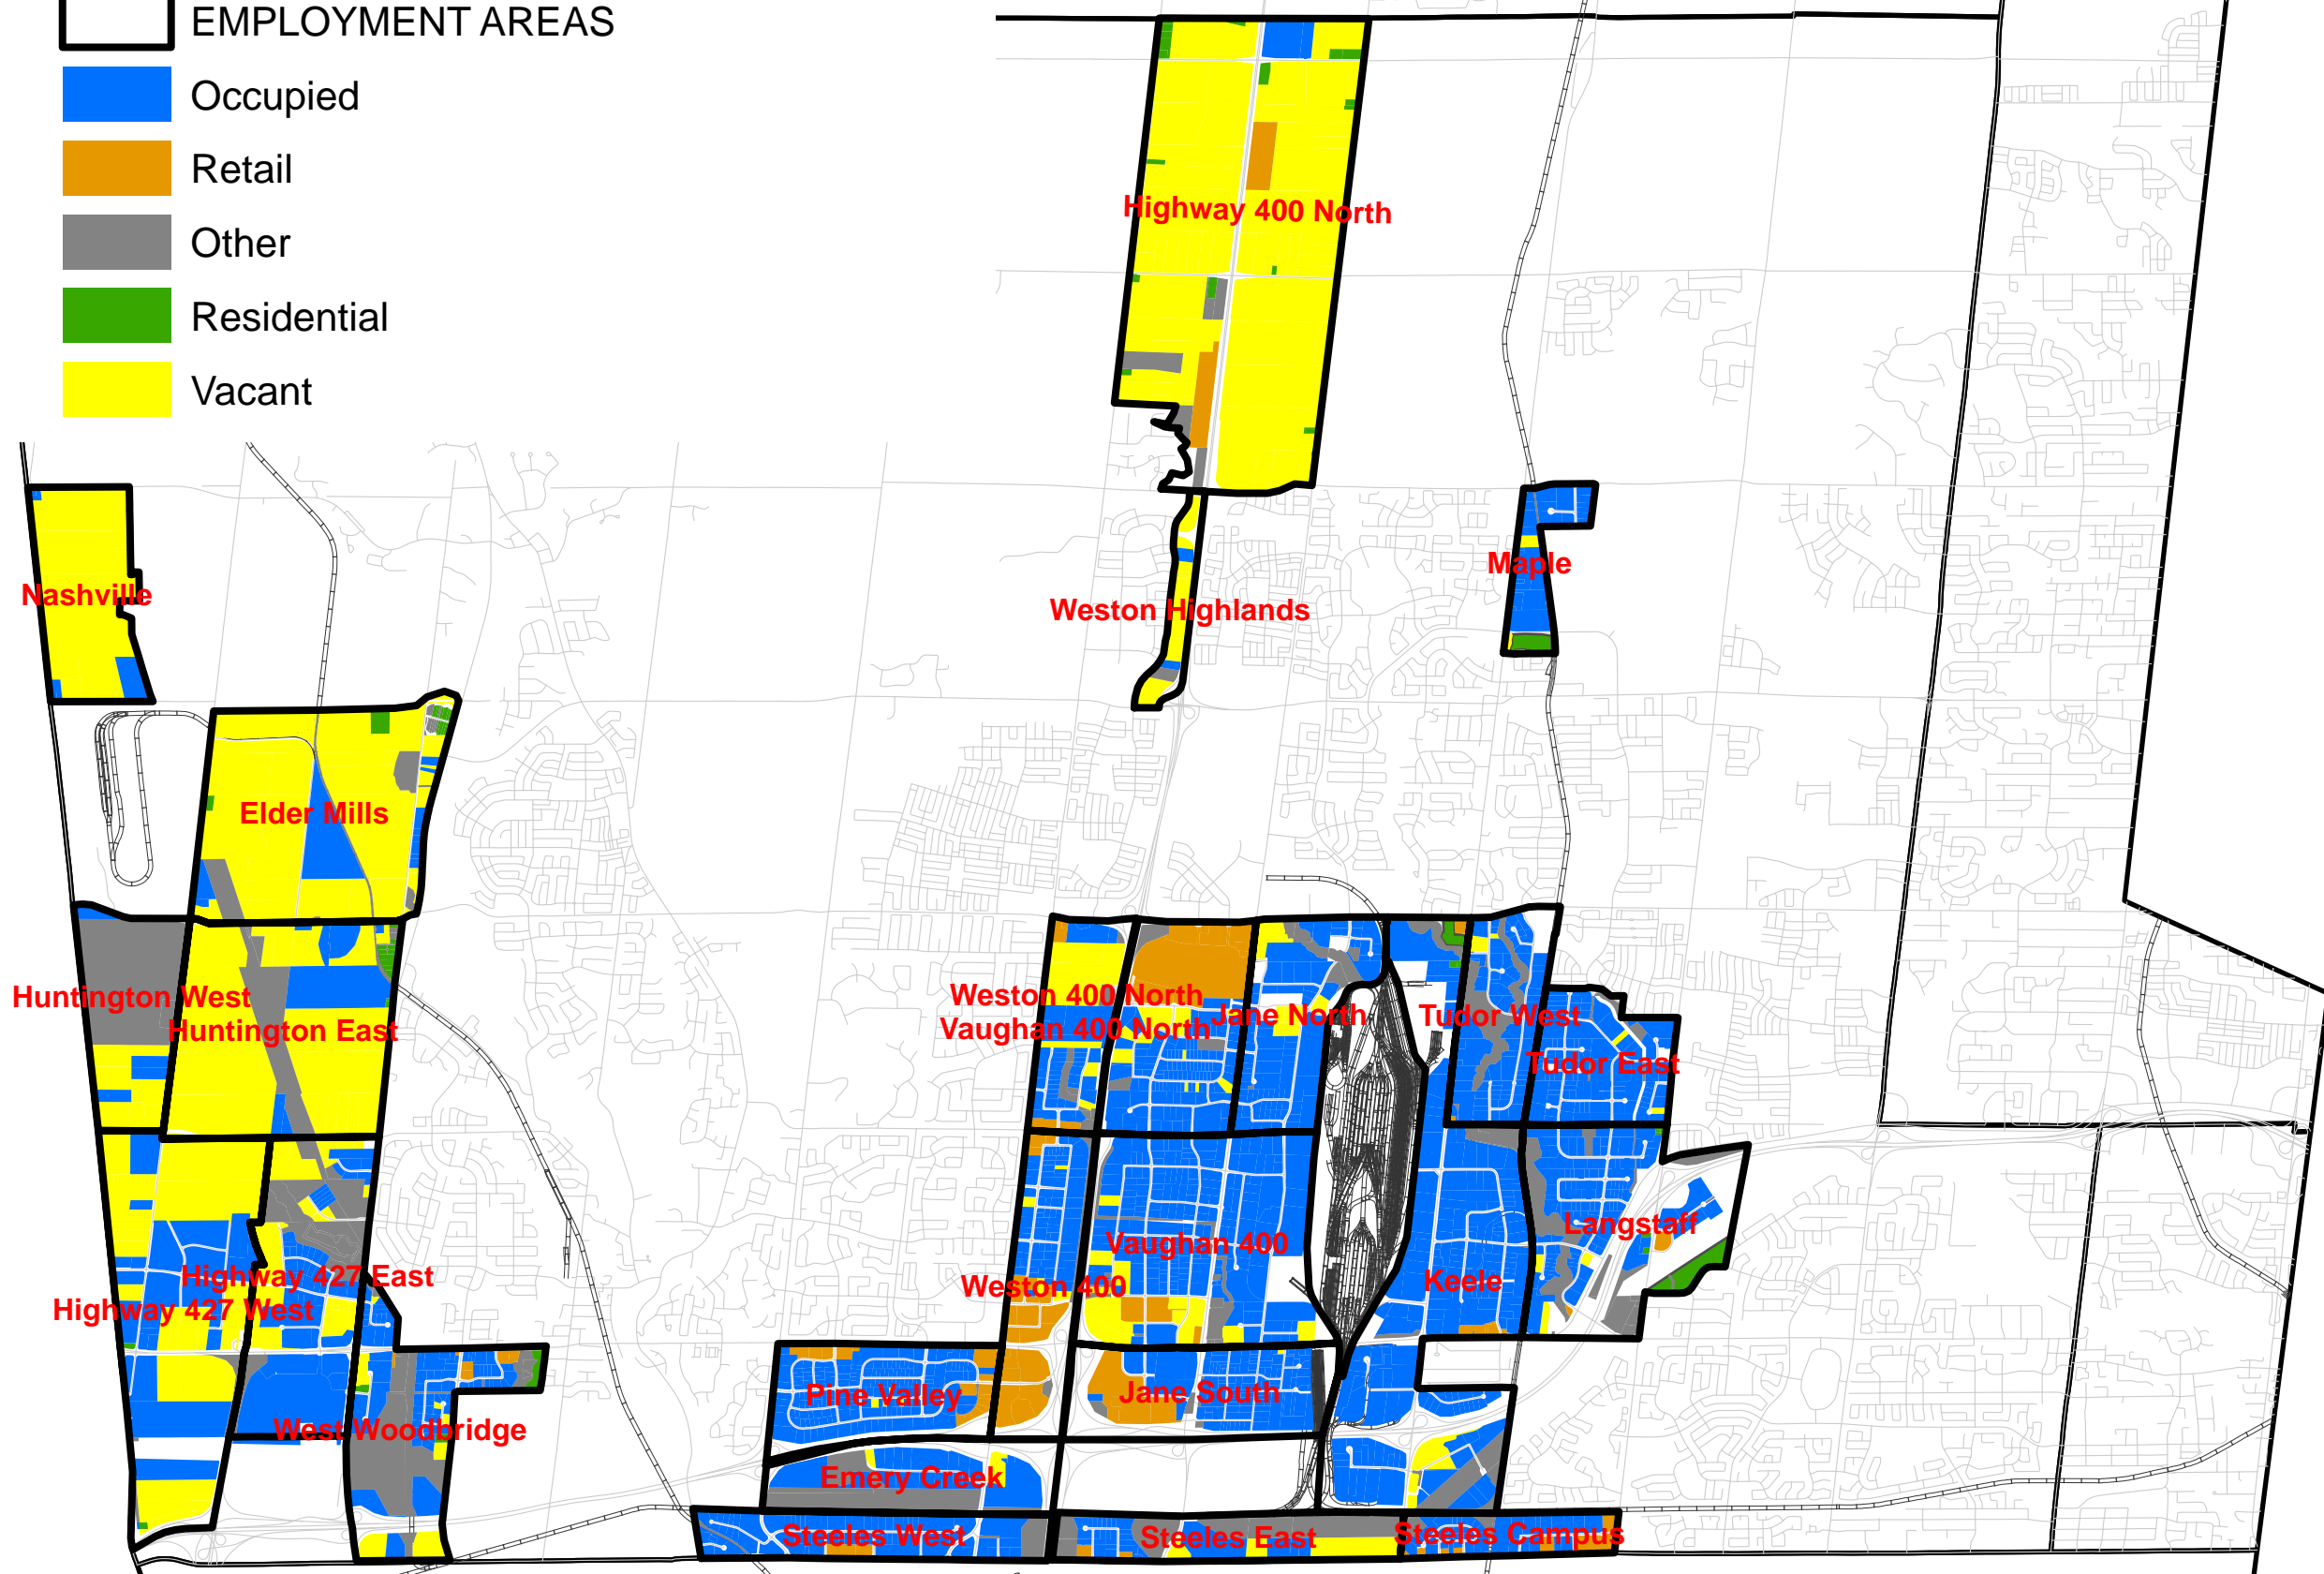 EMPLOYMENT AREAS
Occupied
Retail
Other
Residential
Vacant
Highway 400 North
Maple
Nashville
Weston Highlands
Elder Mills
Huntington West
Weston 400 North
Jane North
Tudor West
Huntington East
Vaughan 400 North
Tudor East
Langstaff
Vaughan 400
Highway 427 East
Weston 400
Keele
Highway 427 West
Pine Valley
Jane South
West Woodbridge
Emery Creek
Steeles West
Steeles East
Steeles Campus